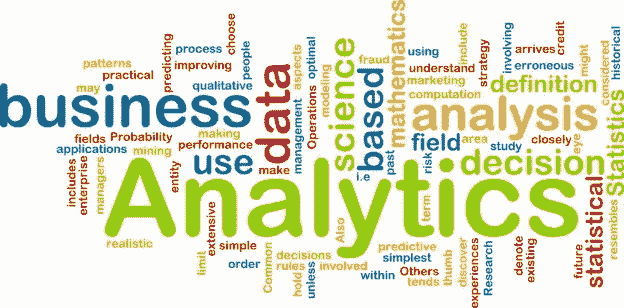 process
choose
patterns
practical
predicting
improving
people
may
qualitative
business
fields
Probability
making
applications
mining
performance
use
data
make
includes
enterprise
managers
entity
management
Operations
aspects
optimal
modeling
science
fraud
based
i.e
past
mathematics
using
understand
marketing
computation
include
strategy
involving
arrives
erroneous
definition
credit
might
considered
historical
analysis
field
area
study
closely
eye
risk
decision
Statistics
Analytics
realistic
limit
extensive
simple
order
Common
decisions
rules
hold
unless
involved
Also
predictive
simplest
within
Others
tends
term
thumb
discover
experiences
Research
denote
existing
future
statistical
resembles